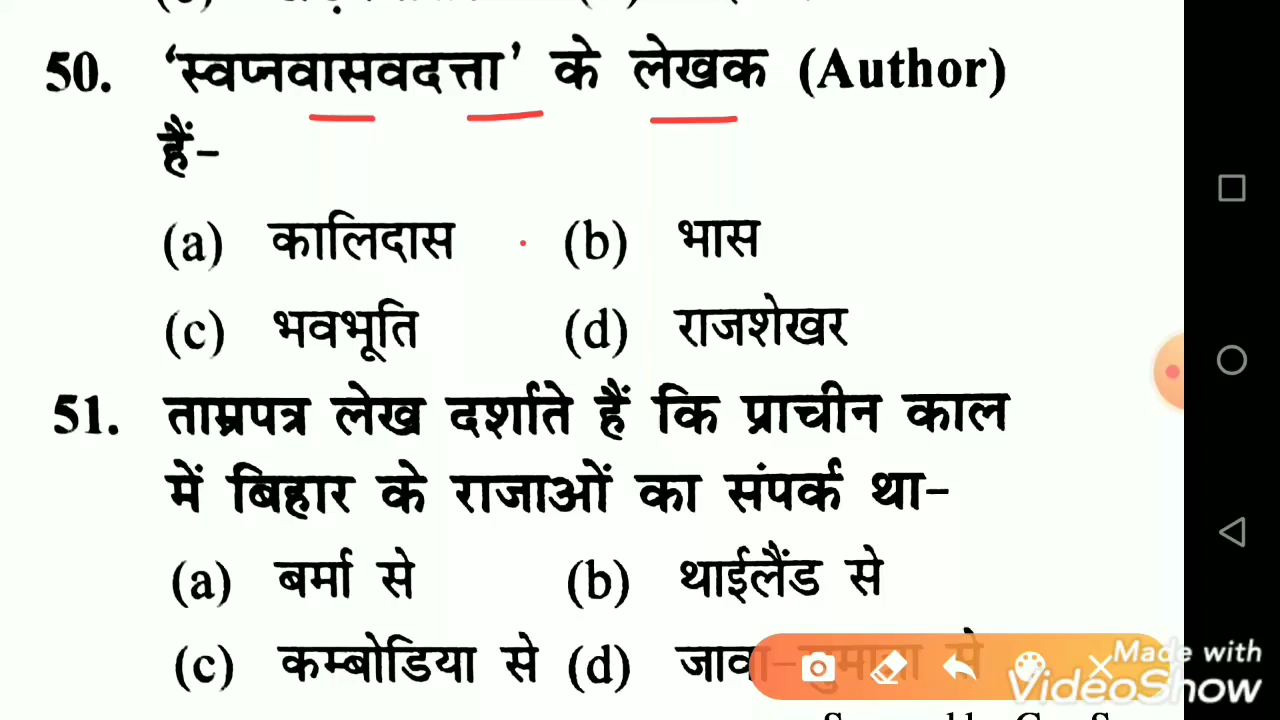 50. 'स्वप्नवासवदत्ता' के लेखक (Author)
हैं-
(a) कालिदास (b) भास
(c) भवभूति (d) राजशेखर
51. ताम्रपत्र लेख दर्शाते हैं कि प्राचीन काल
में बिहार के राजाओं का संपर्क था-
(a) बर्मा से (b) थाईलैंड से
(c) कम्बोडिया से (d) जावा-सुमात्रा से
Made with
VideoShow